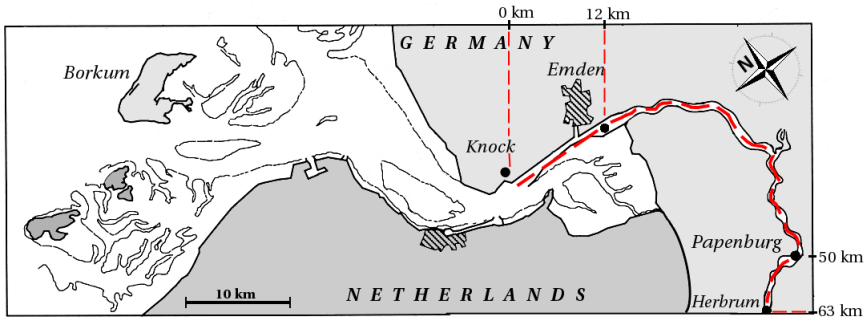 0 km
12 km
GERMANY
Borkum
Emden
N
Knock
Papenburg
50 km
10 km
NETHERLANDS
Herbrum
63 km